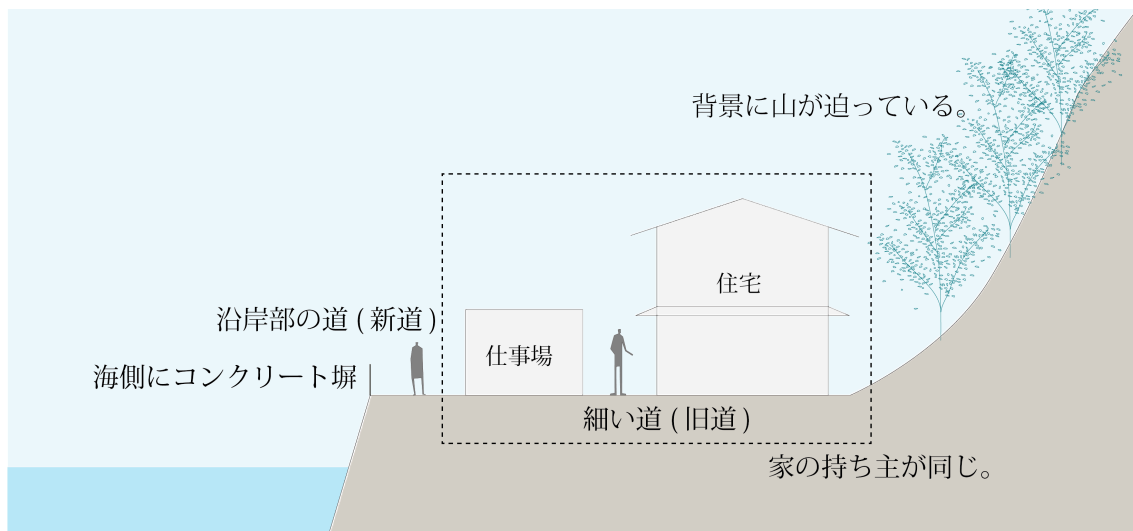 背景に山が迫っている。
住宅
沿岸部の道 ( 新道 )
仕事場
海側にコンクリート塀
細い道 ( 旧道 )
家の持ち主が同じ。